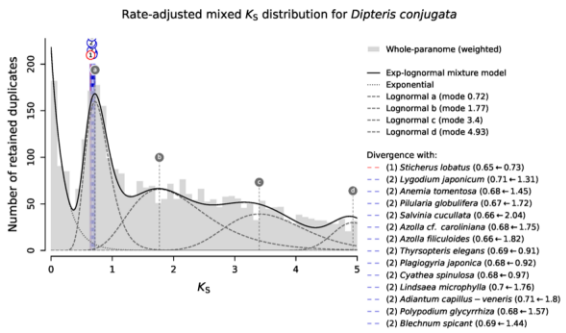 Rate-adjusted mixed KS distribution for Dipteris conjugata
Number of retained duplicates
200
150
100
50
0
2
1
a
b
c
d
0 1 2 3 4 5
KS
Whole-paranome (weighted)
Exp-lognormal mixture model
Exponential
Lognormal a (mode 0.72)
Lognormal b (mode 1.77)
Lognormal c (mode 3.4)
Lognormal d (mode 4.93)
Divergence with:
(1) Sticherus lobatus (0.65←0.73)
(2) Lygodium japonicum (0.71←1.31)
(2) Anemia tomentosa (0.68←1.45)
(2) Pilularia globulifera (0.67←1.72)
(2) Salvinia cucullata (0.66←2.04)
(2) Azolla cf. caroliniana (0.68←1.75)
(2) Azolla filiculoides (0.66←1.82)
(2) Thyrsopteris elegans (0.69←0.91)
(2) Plagiogyria japonica (0.68←0.92)
(2) Cyathea spinulosa (0.68←0.97)
(2) Lindsaea microphylla (0.7←1.76)
(2) Adiantum capillus−veneris (0.71←1.8)
(2) Polypodium glycyrrhiza (0.68←1.57)
(2) Blechnum spicant (0.69←1.44)